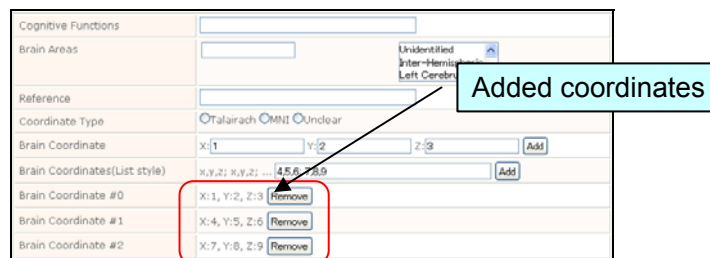 Cognitive Functions
Brain Areas
Unidentified
Inter-Hemispheric
Left Cerebru
Added coordinates
Reference
Coordinate Type Talairach MNI Unclear
Brain Coordinate X: 1 Y: 2 Z: 3 Add
Brain Coordinates(List style) x,y,z; x,y,z; ... 4,5,6; 7,8,9 Add
Brain Coordinate #0 X:1, Y:2, Z:3 Remove
Brain Coordinate #1 X:4, Y:5, Z:6 Remove
Brain Coordinate #2 X:7, Y:8, Z:9 Remove